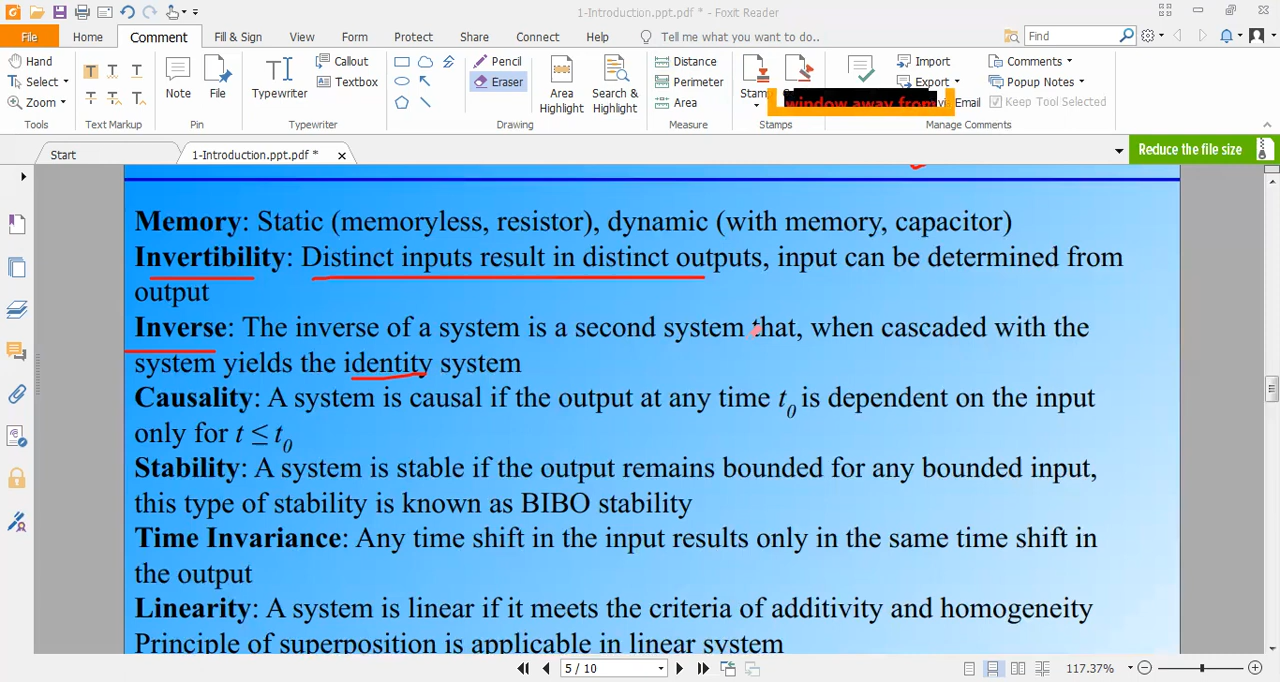 1-Introduction.ppt.pdf * - Foxit Reader
File Home Comment Fill & Sign View Form Protect Share Connect Help Tell me what you want to do.. Find
Hand
Select
Zoom
Tools
T T T
T T T
Text Markup
Note File
Pin
Typewriter
Callout
Textbox
Typewriter
Pencil
Eraser
Area Highlight
Search & Highlight
Drawing
Distance
Perimeter
Area
Measure
Stamps
window away from
Import
Export
Email
Comments
Popup Notes
Keep Tool Selected
Manage Comments
Start 1-Introduction.ppt.pdf * Reduce the file size
Memory: Static (memoryless, resistor), dynamic (with memory, capacitor)
Invertibility: Distinct inputs result in distinct outputs, input can be determined from
output
Inverse: The inverse of a system is a second system that, when cascaded with the
system yields the identity system
Causality: A system is causal if the output at any time t0 is dependent on the input
only for t ≤ t0
Stability: A system is stable if the output remains bounded for any bounded input,
this type of stability is known as BIBO stability
Time Invariance: Any time shift in the input results only in the same time shift in
the output
Linearity: A system is linear if it meets the criteria of additivity and homogeneity
Principle of superposition is applicable in linear system
5 / 10 117.37%